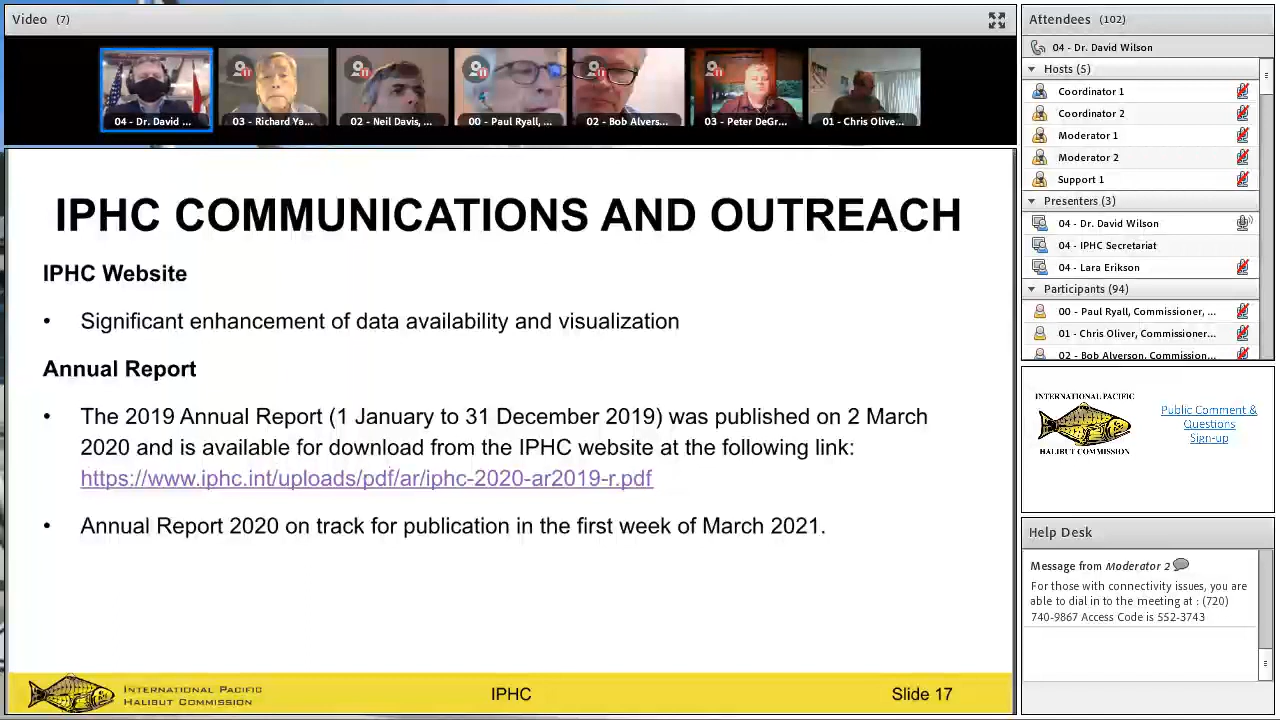 Video (7)
04 - Dr. David ...
03 - Richard Ya...
02 - Neil Davis, ...
00 - Paul Ryall, ...
02 - Bob Alvers...
03 - Peter DeGr...
01 - Chris Olive...
IPHC COMMUNICATIONS AND OUTREACH
IPHC Website
• Significant enhancement of data availability and visualization
Annual Report
• The 2019 Annual Report (1 January to 31 December 2019) was published on 2 March
2020 and is available for download from the IPHC website at the following link:
https://www.iphc.int/uploads/pdf/ar/iphc-2020-ar2019-r.pdf
• Annual Report 2020 on track for publication in the first week of March 2021.
INTERNATIONAL PACIFIC
HALIBUT COMMISSION
IPHC
Slide 17
Attendees (102)
04 - Dr. David Wilson
Hosts (5)
Coordinator 1
Coordinator 2
Moderator 1
Moderator 2
Support 1
Presenters (3)
04 - Dr. David Wilson
04 - IPHC Secretariat
04 - Lara Erikson
Participants (94)
00 - Paul Ryall, Commissioner, ...
01 - Chris Oliver, Commissioner...
02 - Bob Alverson, Commission...
INTERNATIONAL PACIFIC
HALIBUT COMMISSION
Public Comment &
Questions
Sign-up
Help Desk
Message from Moderator 2
For those with connectivity issues, you are
able to dial in to the meeting at : (720)
740-9867 Access Code is 552-3743